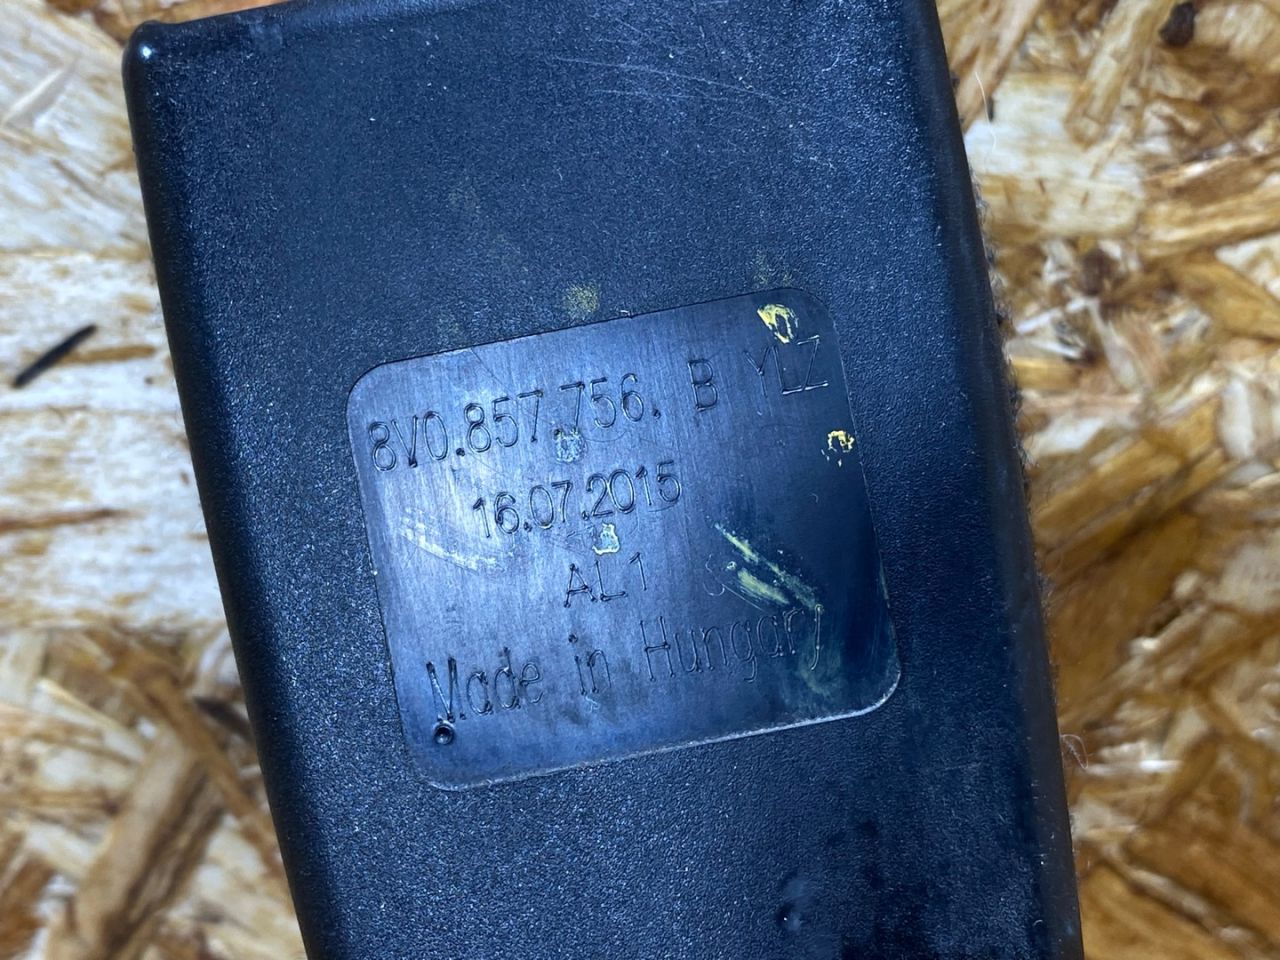 8V0.857.756. B YLZ
16.07.2015
AL1
Made in Hungary